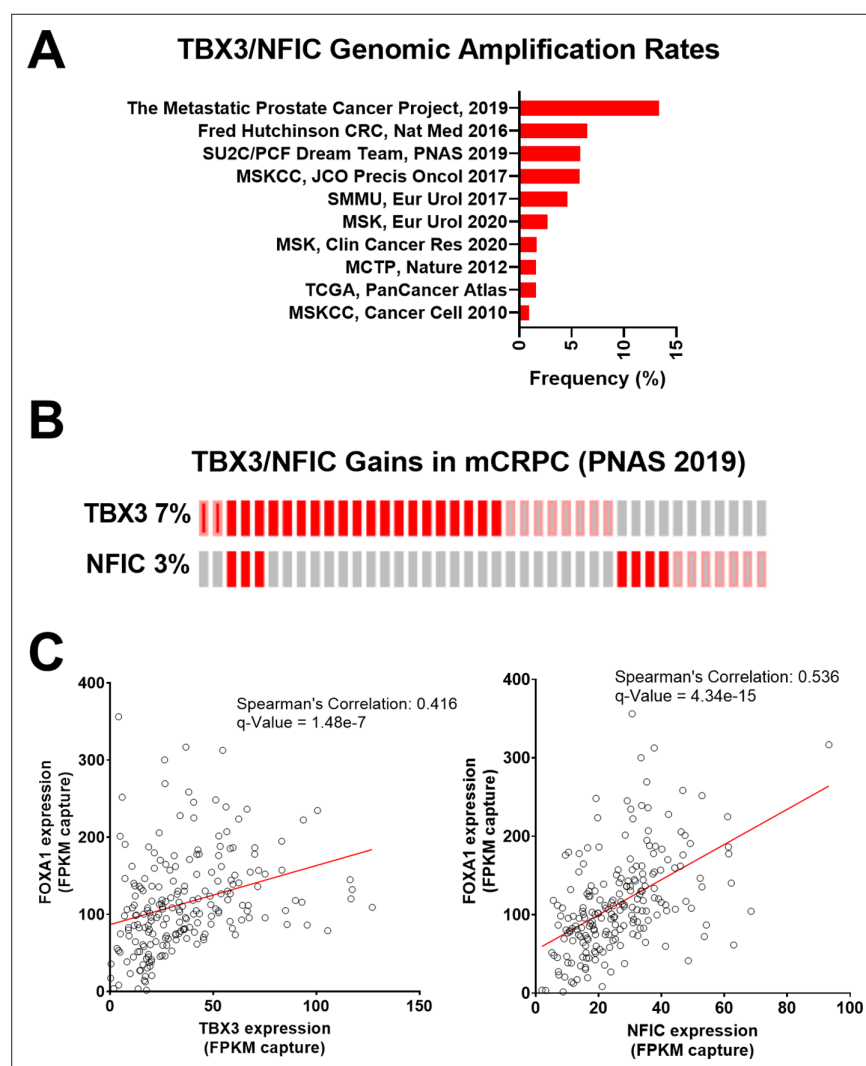 A
TBX3/NFIC Genomic Amplification Rates
The Metastatic Prostate Cancer Project, 2019
Fred Hutchinson CRC, Nat Med 2016
SU2C/PCF Dream Team, PNAS 2019
MSKCC, JCO Precis Oncol 2017
SMMU, Eur Urol 2017
MSK, Eur Urol 2020
MSK, Clin Cancer Res 2020
MCTP, Nature 2012
TCGA, PanCancer Atlas
MSKCC, Cancer Cell 2010
0 5 10 15
Frequency (%)
B
TBX3/NFIC Gains in mCRPC (PNAS 2019)
TBX3 7%
NFIC 3%
C
Spearman's Correlation: 0.416
q-Value = 1.48e-7
FOXA1 expression
(FPKM capture)
400
300
200
100
0
0 50 100 150
TBX3 expression
(FPKM capture)
Spearman's Correlation: 0.536
q-Value = 4.34e-15
FOXA1 expression
(FPKM capture)
400
300
200
100
0
0 20 40 60 80 100
NFIC expression
(FPKM capture)